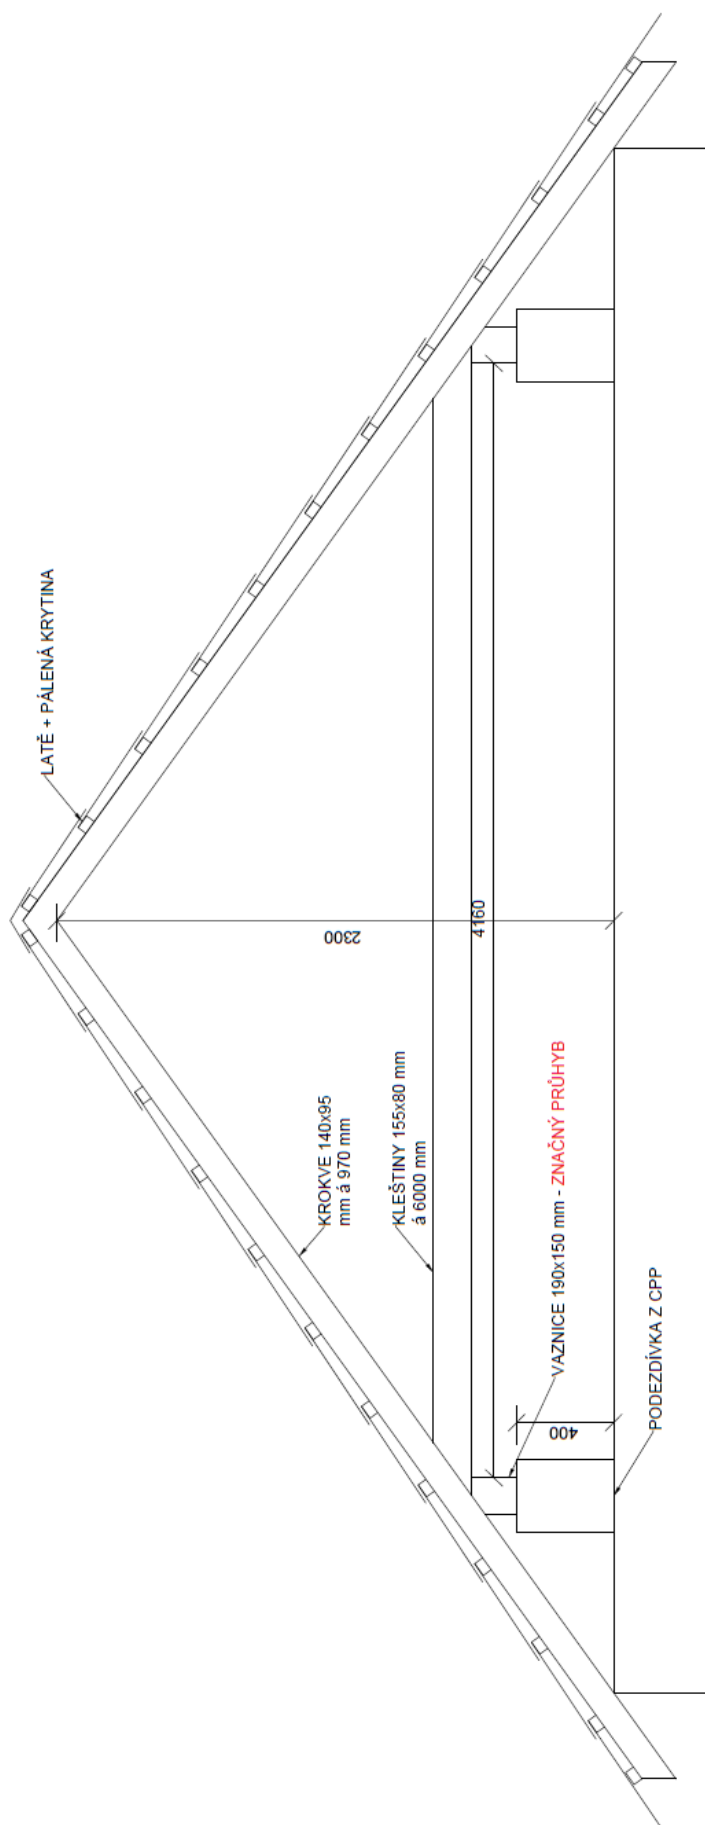 LATĚ + PÁLENÁ KRYTINA
2300
4160
KROKVE 140x95
mm á 970 mm
KLEŠTINY 155x80 mm
á 6000 mm
VAZNICE 190x150 mm - ZNAČNÝ PRŮHYB
400
PODEZDÍVKA Z CPP